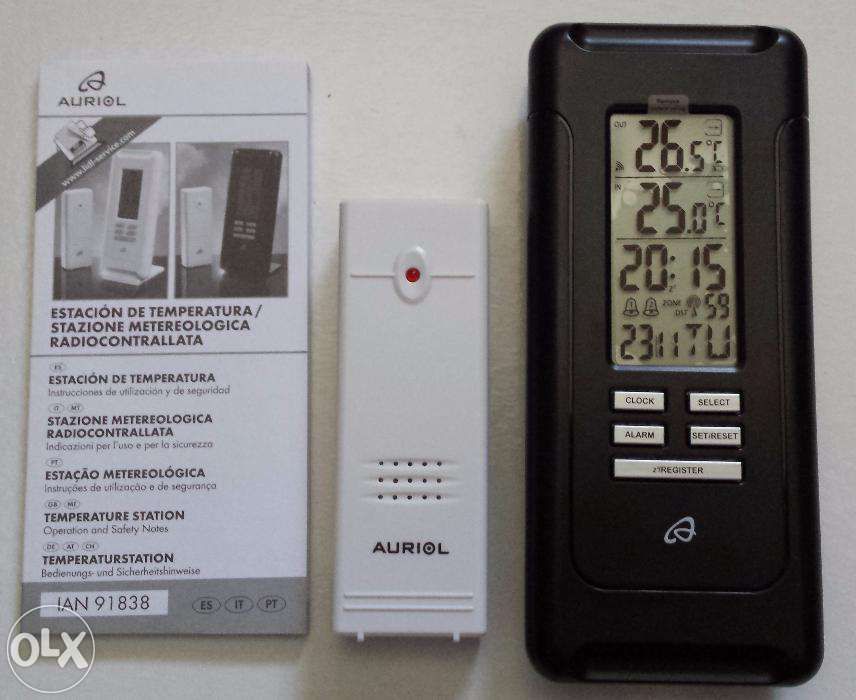 AURIOL
www.lidl-service.com
ESTACIÓN DE TEMPERATURA/
STAZIONE METEREOLOGICA
RADIOCONTRALLATA
ES
ESTACIÓN DE TEMPERATURA
Instrucciones de utilización y de seguridad
IT MT
STAZIONE METEREOLOGICA
RADIOCONTRALLATA
Indicazioni per l'uso e per la sicurezza
PT
ESTAÇÃO METEREOLÓGICA
Instruções de utilização e de segurança
GB MT
TEMPERATURE STATION
Operation and Safety Notes
DE AT CH
TEMPERATURSTATION
Bedienungs- und Sicherheitshinweise
IAN 91838 ES IT PT
OLX
AURIOL
OUT 26.5°C
IN 25.0°C
20:15
ZONE
DST 59
23 11 TU
CLOCK SELECT
ALARM SET/RESET
z²/REGISTER